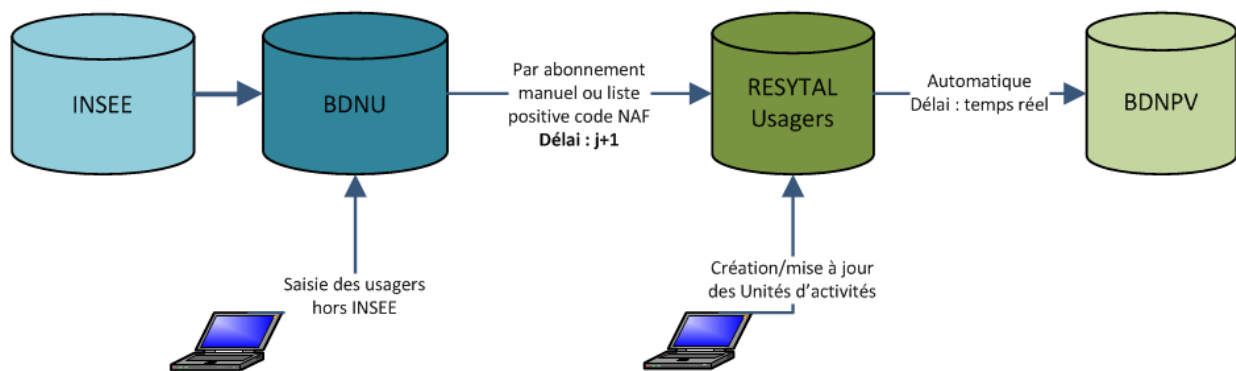 INSEE
BDNU
Par abonnement
manuel ou liste
positive code NAF
Délai : j+1
RESYTAL
Usagers
Automatique
Délai : temps réel
BDNPV
Saisie des usagers
hors INSEE
Création/mise à jour
des Unités d'activités